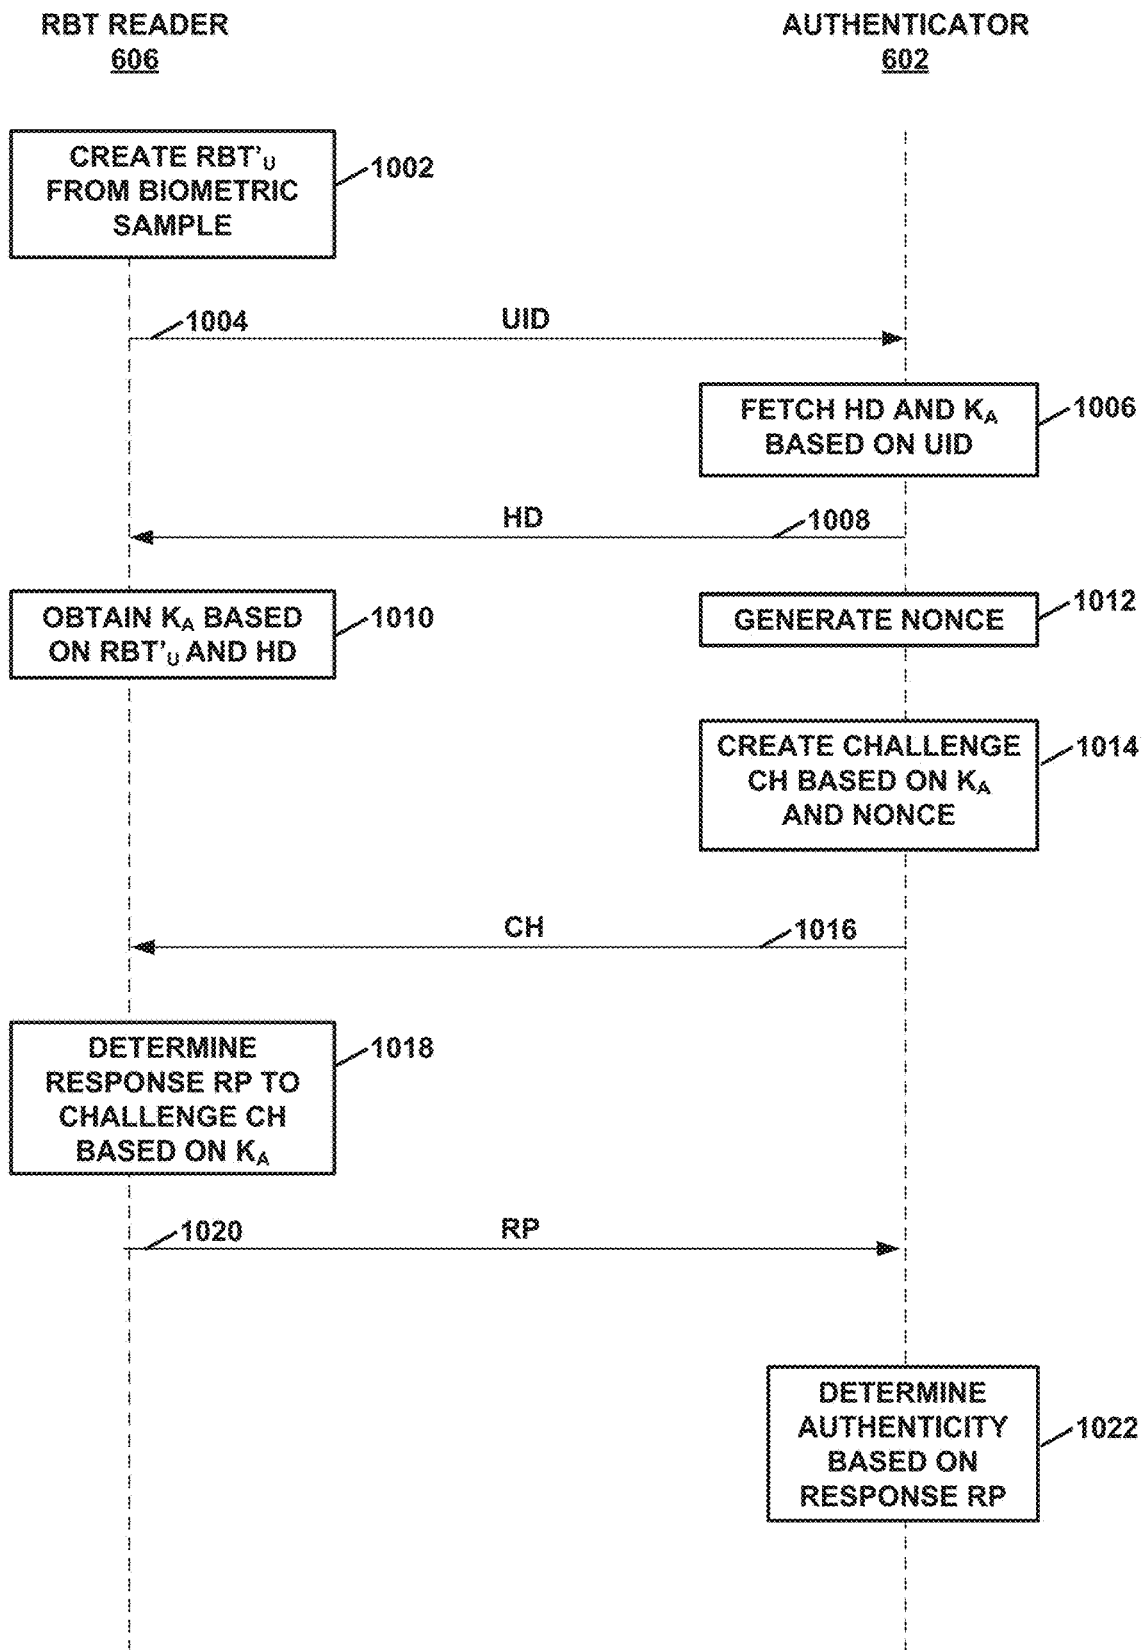 RBT READER
606
AUTHENTICATOR
602
CREATE RBT'U
FROM BIOMETRIC
SAMPLE
1002
1004
UID
FETCH HD AND KA
BASED ON UID
1006
HD
1008
OBTAIN KA BASED
ON RBT'U AND HD
1010
GENERATE NONCE
1012
CREATE CHALLENGE
CH BASED ON KA
AND NONCE
1014
CH
1016
DETERMINE
RESPONSE RP TO
CHALLENGE CH
BASED ON KA
1018
1020
RP
DETERMINE
AUTHENTICITY
BASED ON
RESPONSE RP
1022